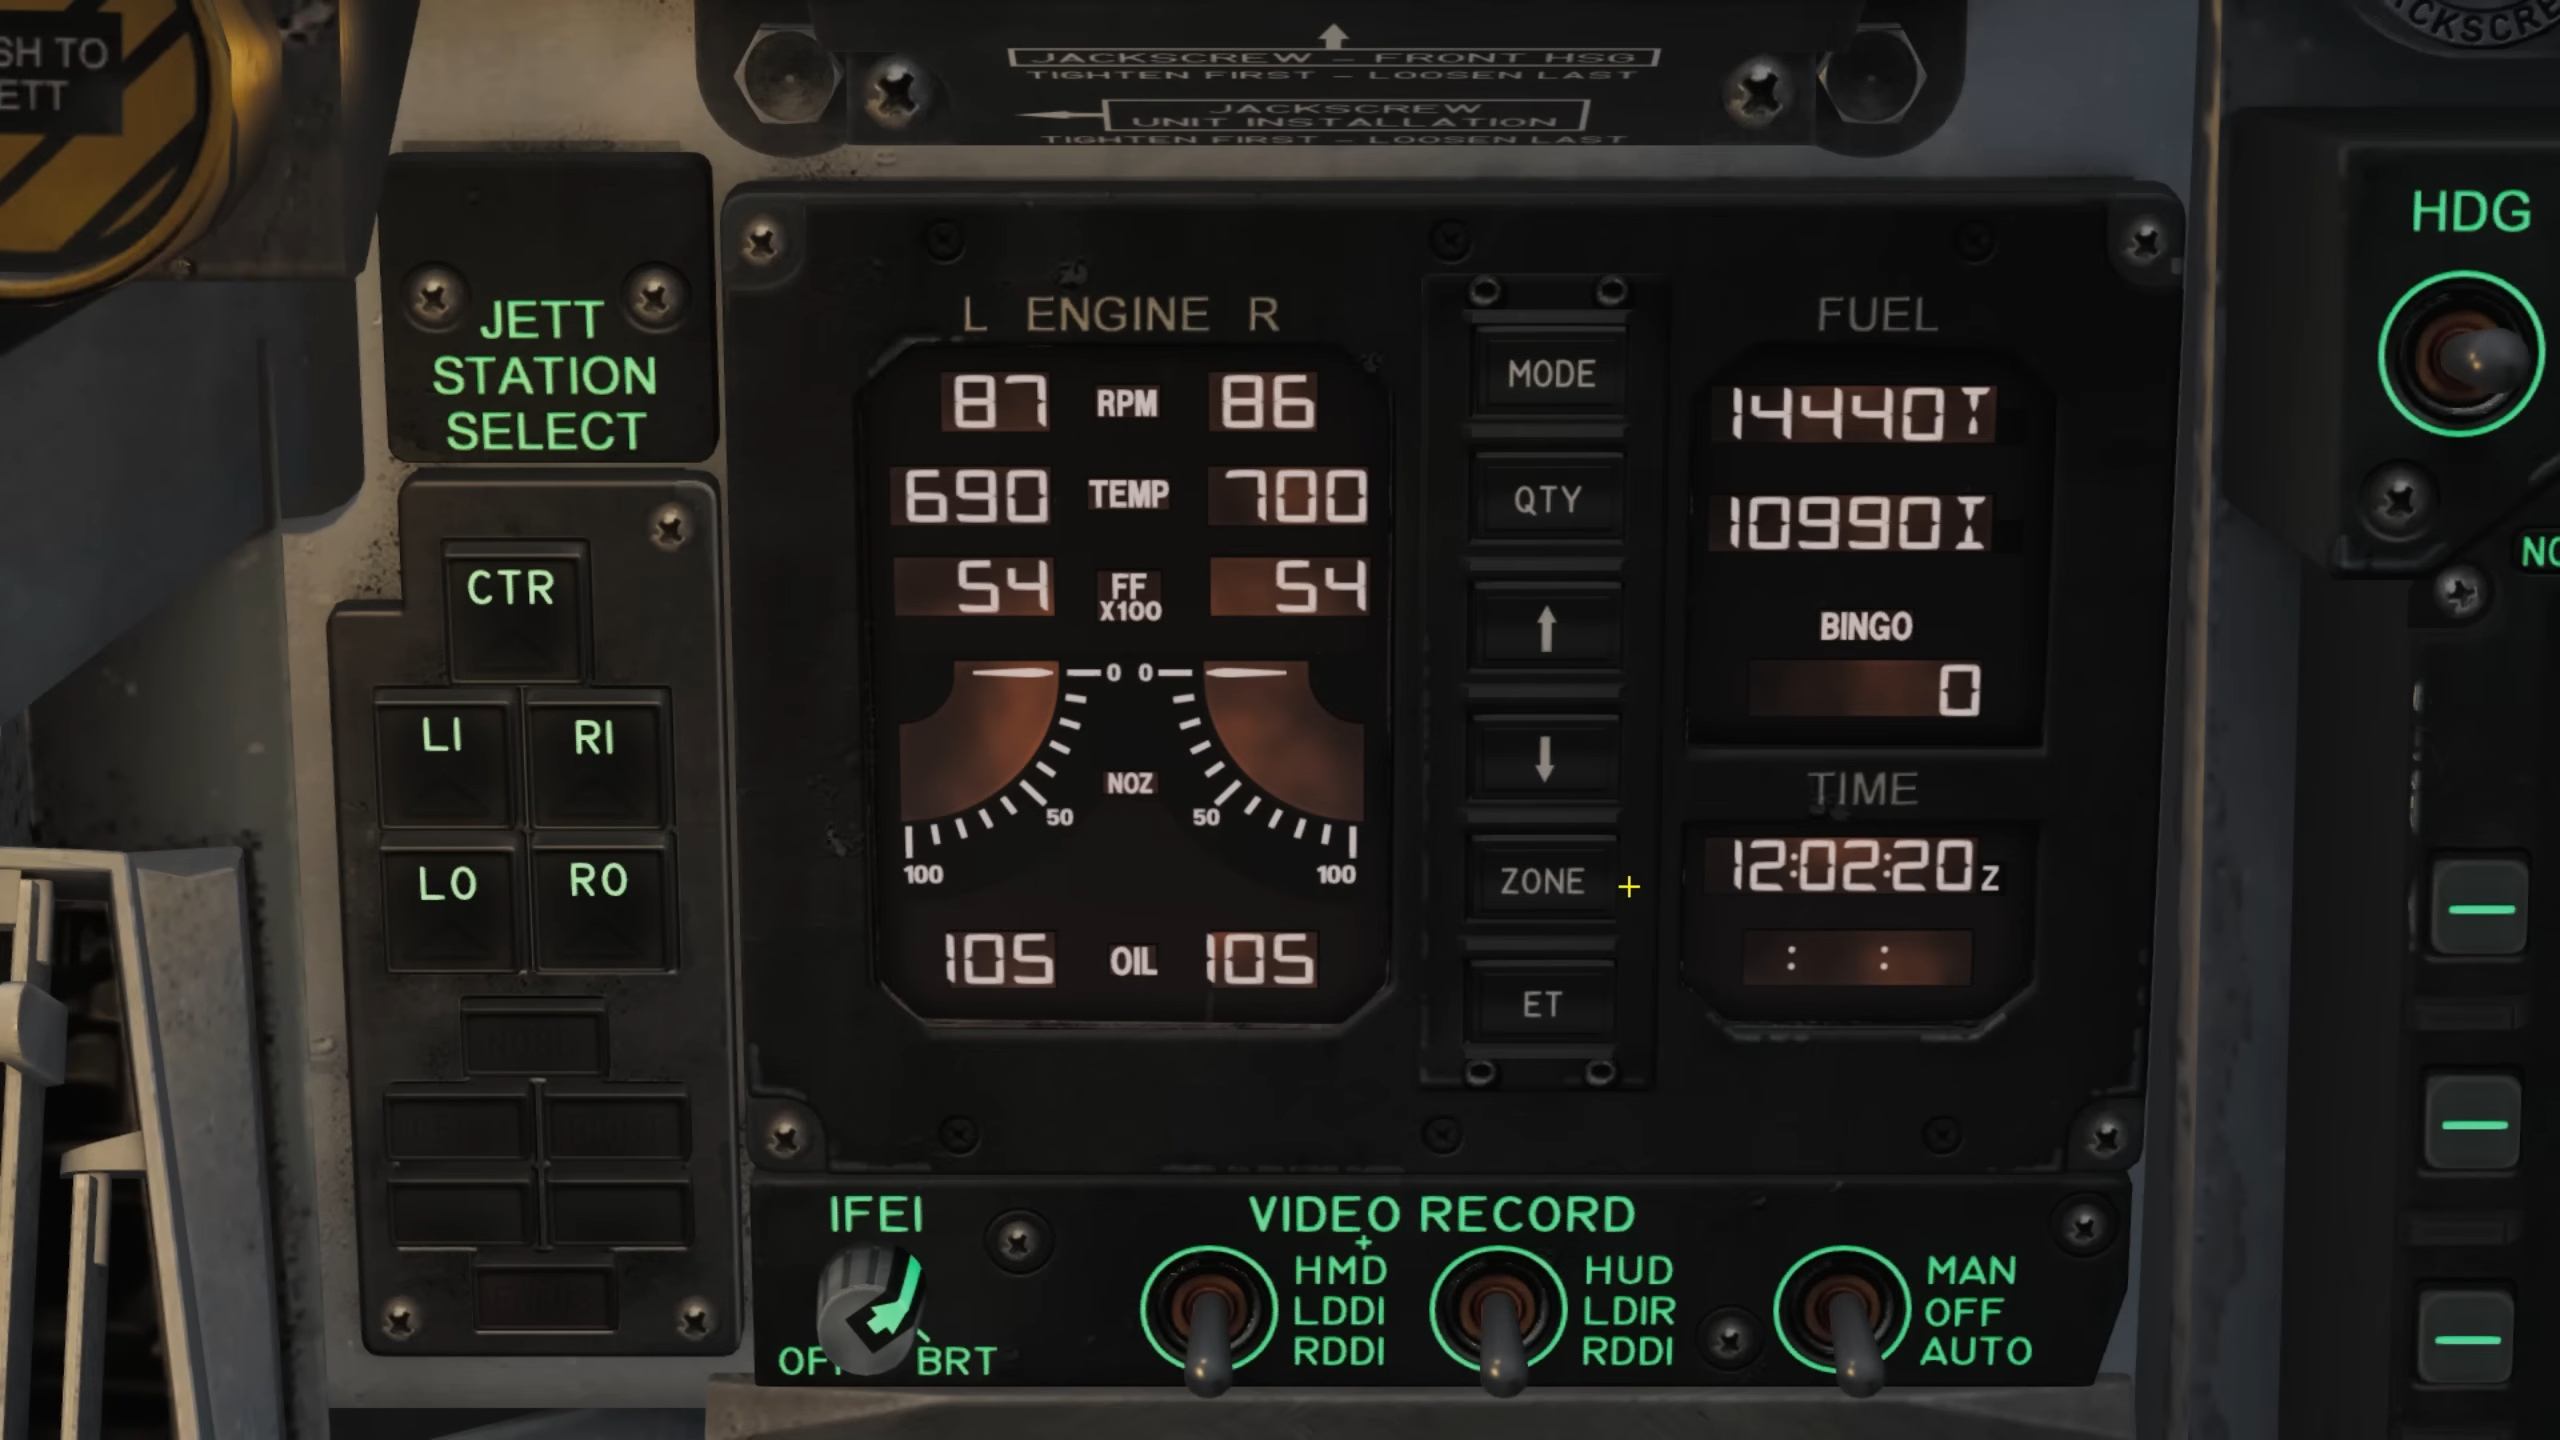 SH TO
ETT
JACKSCREW – FRONT HSG
TIGHTEN FIRST – LOOSEN LAST
JACKSCREW
UNIT INSTALLATION
TIGHTEN FIRST – LOOSEN LAST
JETT
STATION
SELECT
CTR
LI RI
LO RO
L ENGINE R
87 RPM 86
690 TEMP 700
54 FF X100 54
0 0
NOZ
50 50
100 100
105 OIL 105
MODE
QTY
↑
↓
ZONE
ET
FUEL
14440 T
10990 I
BINGO
0
TIME
12:02:20 Z
: :
HDG
IFEI
BRT
VIDEO RECORD
HMD
LDDI
RDDI
HUD
LDIR
RDDI
MAN
OFF
AUTO